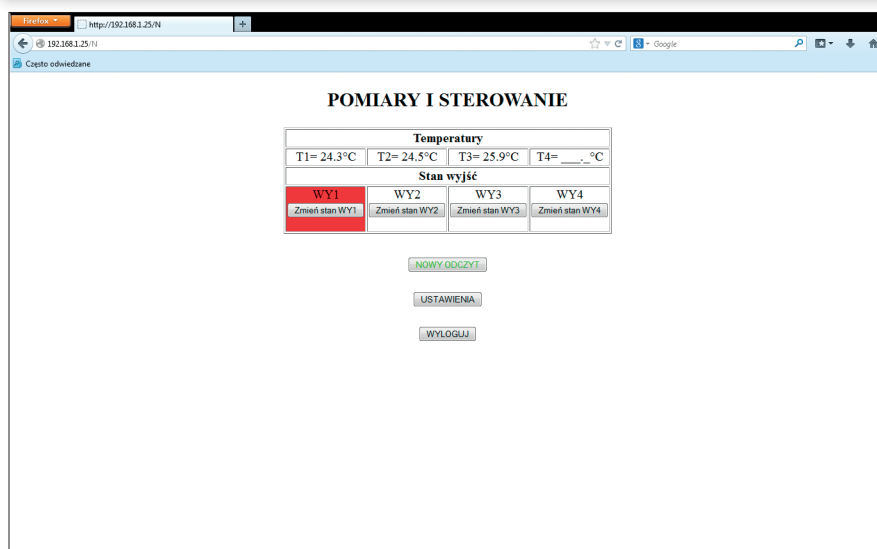 Firefox
http://192.168.1.25/N
192.168.1.25/N
Google
Często odwiedzane
POMIARY I STEROWANIE
Temperatury
T1= 24.3°C T2= 24.5°C T3= 25.9°C T4= ___._°C
Stan wyjść
WY1 WY2 WY3 WY4
Zmień stan WY1 Zmień stan WY2 Zmień stan WY3 Zmień stan WY4
NOWY ODCZYT
USTAWIENIA
WYLOGUJ